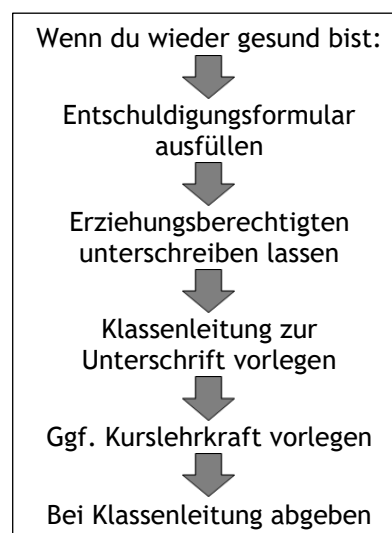 Wenn du wieder gesund bist:
Entschuldigungsformular
ausfüllen
Erziehungsberechtigten
unterschreiben lassen
Klassenleitung zur
Unterschrift vorlegen
Ggf. Kurslehrkraft vorlegen
Bei Klassenleitung abgeben